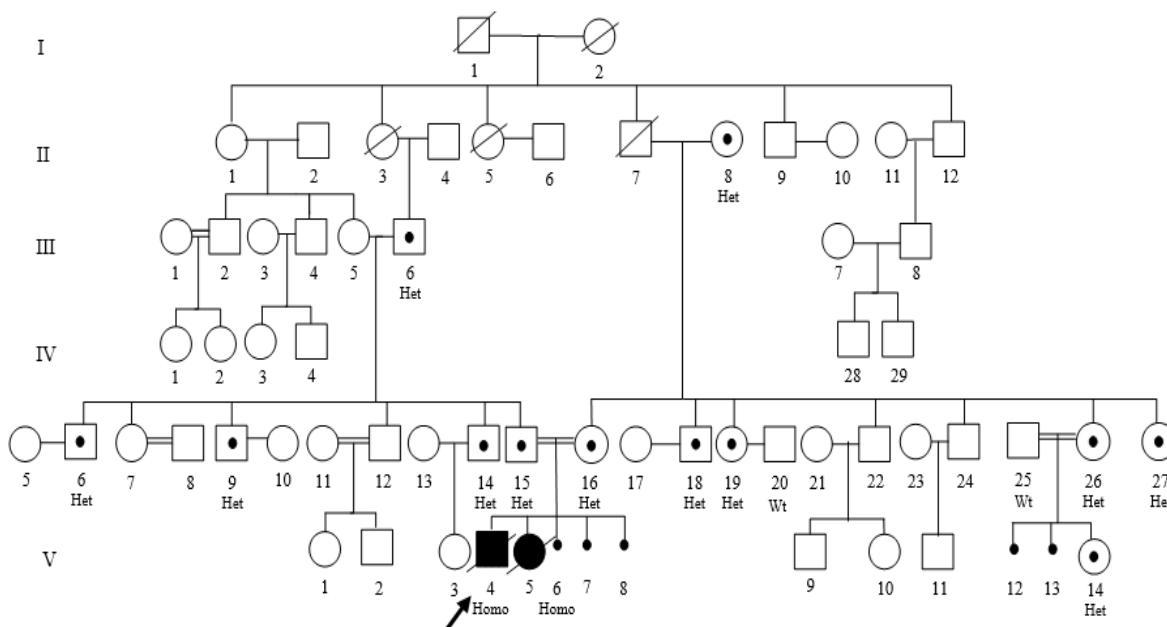 I
1 2
II
1 2 3 4 5 6 7 8 9 10 11 12
Het
III
1 2 3 4 5 6 7 8
Het
IV
1 2 3 4 28 29
5 6 7 8 9 10 11 12 13 14 15 16 17 18 19 20 21 22 23 24 25 26 27
Het Het Het Het Het Het Het Wt Wt Het He
V
1 2 3 4 5 6 7 8 9 10 11 12 13 14
Homo Homo Het